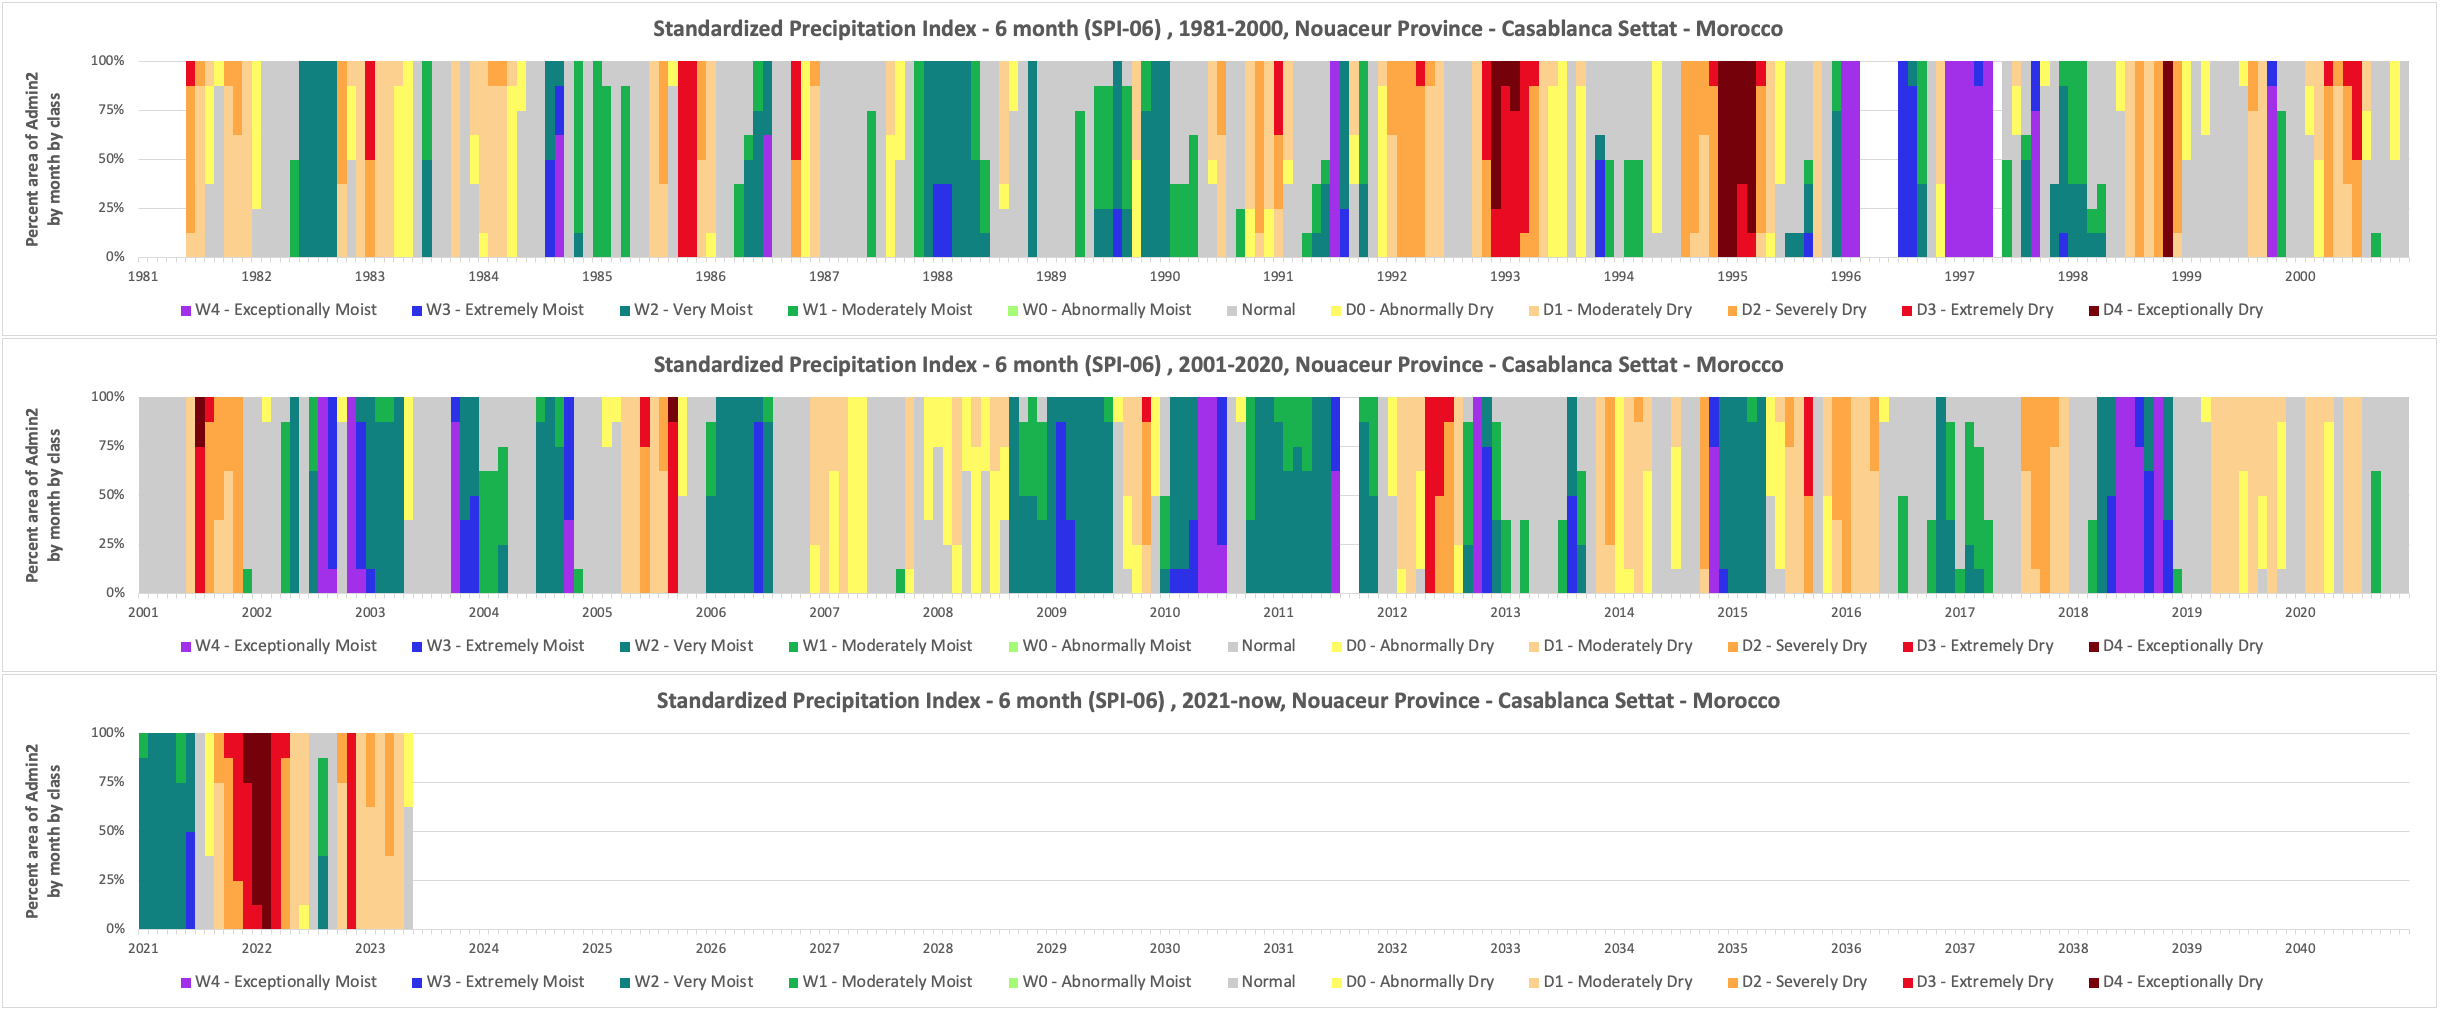 Standardized Precipitation Index - 6 month (SPI-06) , 1981-2000, Nouaceur Province - Casablanca Settat - Morocco
Percent area of Admin2
by month by class
100%
75%
50%
25%
0%
1981 1982 1983 1984 1985 1986 1987 1988 1989 1990 1991 1992 1993 1994 1995 1996 1997 1998 1999 2000
W4 - Exceptionally Moist W3 - Extremely Moist W2 - Very Moist W1 - Moderately Moist W0 - Abnormally Moist Normal D0 - Abnormally Dry D1 - Moderately Dry D2 - Severely Dry D3 - Extremely Dry D4 - Exceptionally Dry
Standardized Precipitation Index - 6 month (SPI-06) , 2001-2020, Nouaceur Province - Casablanca Settat - Morocco
Percent area of Admin2
by month by class
100%
75%
50%
25%
0%
2001 2002 2003 2004 2005 2006 2007 2008 2009 2010 2011 2012 2013 2014 2015 2016 2017 2018 2019 2020
W4 - Exceptionally Moist W3 - Extremely Moist W2 - Very Moist W1 - Moderately Moist W0 - Abnormally Moist Normal D0 - Abnormally Dry D1 - Moderately Dry D2 - Severely Dry D3 - Extremely Dry D4 - Exceptionally Dry
Standardized Precipitation Index - 6 month (SPI-06) , 2021-now, Nouaceur Province - Casablanca Settat - Morocco
Percent area of Admin2
by month by class
100%
75%
50%
25%
0%
2021 2022 2023 2024 2025 2026 2027 2028 2029 2030 2031 2032 2033 2034 2035 2036 2037 2038 2039 2040
W4 - Exceptionally Moist W3 - Extremely Moist W2 - Very Moist W1 - Moderately Moist W0 - Abnormally Moist Normal D0 - Abnormally Dry D1 - Moderately Dry D2 - Severely Dry D3 - Extremely Dry D4 - Exceptionally Dry